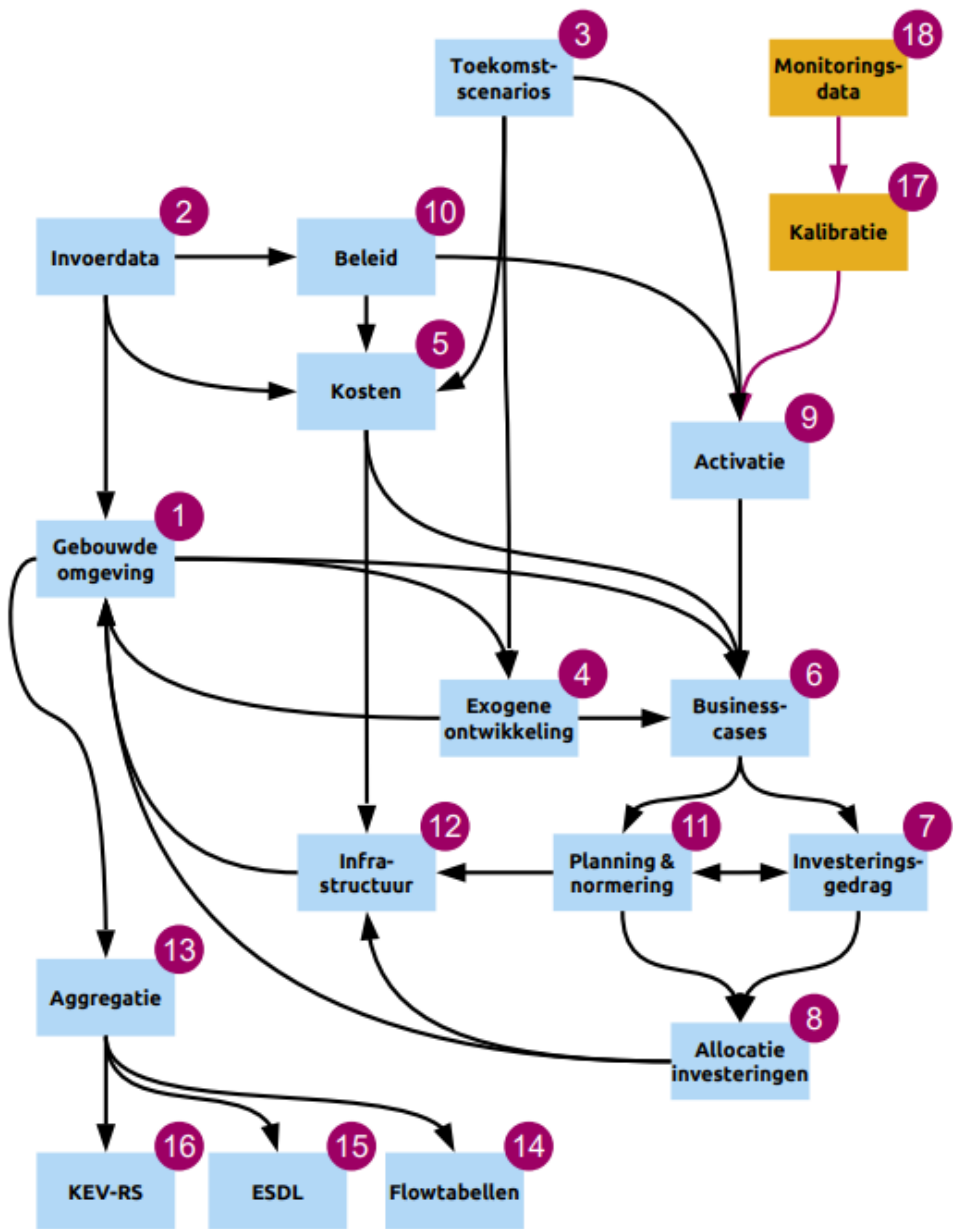 3
Toekomst-
scenarios
18
Monitorings-
data
2
Invoerdata
10
Beleid
17
Kalibratie
5
Kosten
9
Activatie
1
Gebouwde
omgeving
4
Exogene
ontwikkeling
6
Business-
cases
12
Infra-
structuur
11
Planning &
normering
7
Investerings-
gedrag
13
Aggregatie
8
Allocatie
investeringen
16
KEV-RS
15
ESDL
14
Flowtabellen